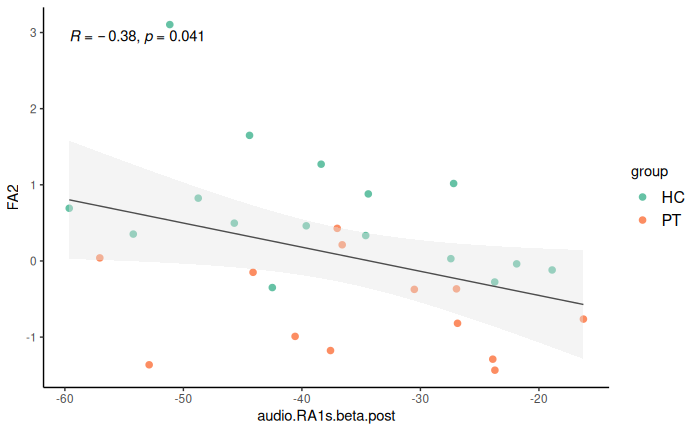 R = −0.38, p = 0.041
3
2
1
0
-1
FA2
-60
-50
-40
-30
-20
audio.RA1s.beta.post
group
HC
PT